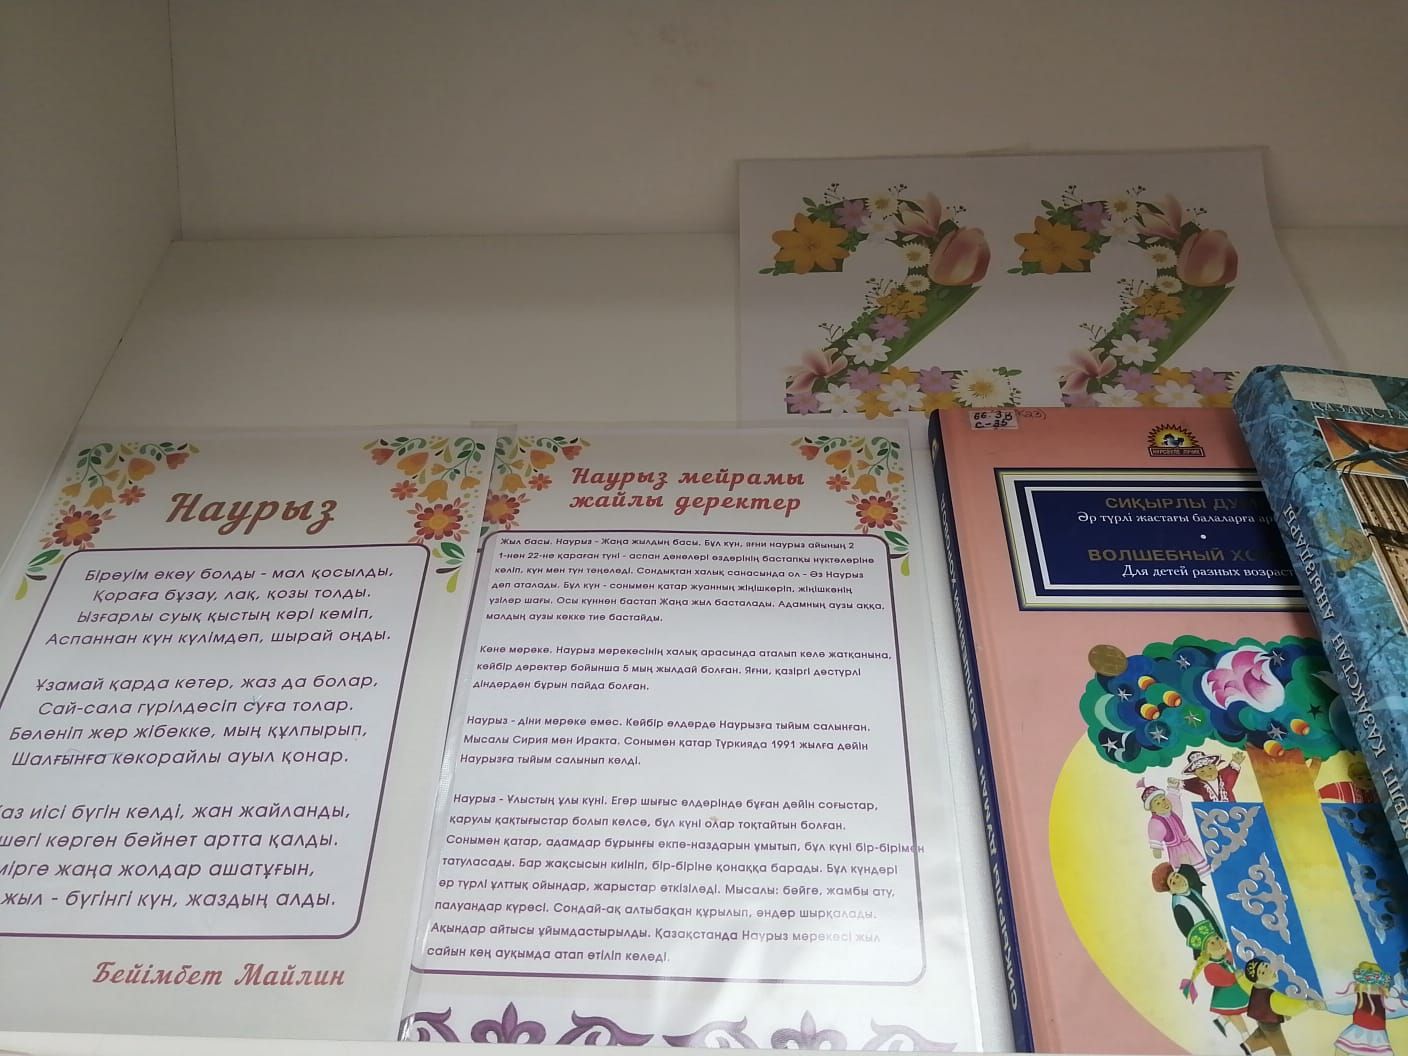 22
Наурыз
Біреуім екеу болды - мал қосылды,
Қораға бұзау, лақ, қозы толды.
Ызғарлы суық қыстың кәрі кеміп,
Аспаннан күн күлімдеп, шырай оңды.
Ұзамай қарда кетер, жаз да болар,
Сай-сала гүрілдесіп суға толар.
Бөленіп жер жібекке, мың құлпырып,
Шалғынға көкорайлы ауыл қонар.
иісі бүгін келді, жан жайланды,
көрген бейнет артта қалды.
жаңа жолдар ашатұғын,
жыл - бүгінгі күн, жаздың алды.
Бейімбет Майлин
Наурыз мейрамы
жайлы деректер
Жыл басы. Наурыз - Жаңа жылдың басы. Бұл күн, яғни наурыз айының 2
1-нен 22-не қараған түні - аспан денелері өздерінің бастапқы нүктелеріне
келіп, күн мен түн теңеледі. Сондықтан халық санасында ол - Әз Наурыз
деп аталады. Бұл күн - сонымен қатар жуанның жіңішкеріп, жіңішкенің
үзілер шағы. Осы күннен бастап Жаңа жыл басталады. Адамның аузы аққа,
малдың аузы көкке тие бастайды.
Көне мереке. Наурыз мерекесінің халық арасында аталып келе жатқанына,
кейбір деректер бойынша 5 мың жылдай болған. Яғни, қазіргі дәстүрлі
діндерден бұрын пайда болған.
Наурыз - діни мереке емес. Кейбір елдерде Наурызға тыйым салынған.
Мысалы Сирия мен Иракта. Сонымен қатар Түркияда 1991 жылға дейін
Наурызға тыйым салынып келді.
Наурыз - Ұлыстың ұлы күні. Егер шығыс елдерінде бұған дейін соғыстар,
қарулы қақтығыстар болып келсе, бұл күні олар тоқтайтын болған.
Сонымен қатар, адамдар бұрынғы өкпе-наздарын ұмытып, бұл күні бір-бірімен
татуласады. Бар жақсысын киініп, бір-біріне қонаққа барады. Бұл күндері
әр түрлі ұлттық ойындар, жарыстар өткізіледі. Мысалы: бәйге, жамбы ату,
палуандар күресі. Сондай-ақ алтыбақан құрылып, әндер шырқалады.
Ақындар айтысы ұйымдастырылды. Қазақстанда Наурыз мерекесі жыл
сайын кең ауқымда атап өтіліп келеді.
С-35
СИҚЫРЛЫ
Әр түрлі жастағы балаларға
ВОЛШЕБНЫЙ
Для детей разных
СИҚЫРЛЫ ДУМАН • ВОЛШЕБНЫЙ ХОРОВОД